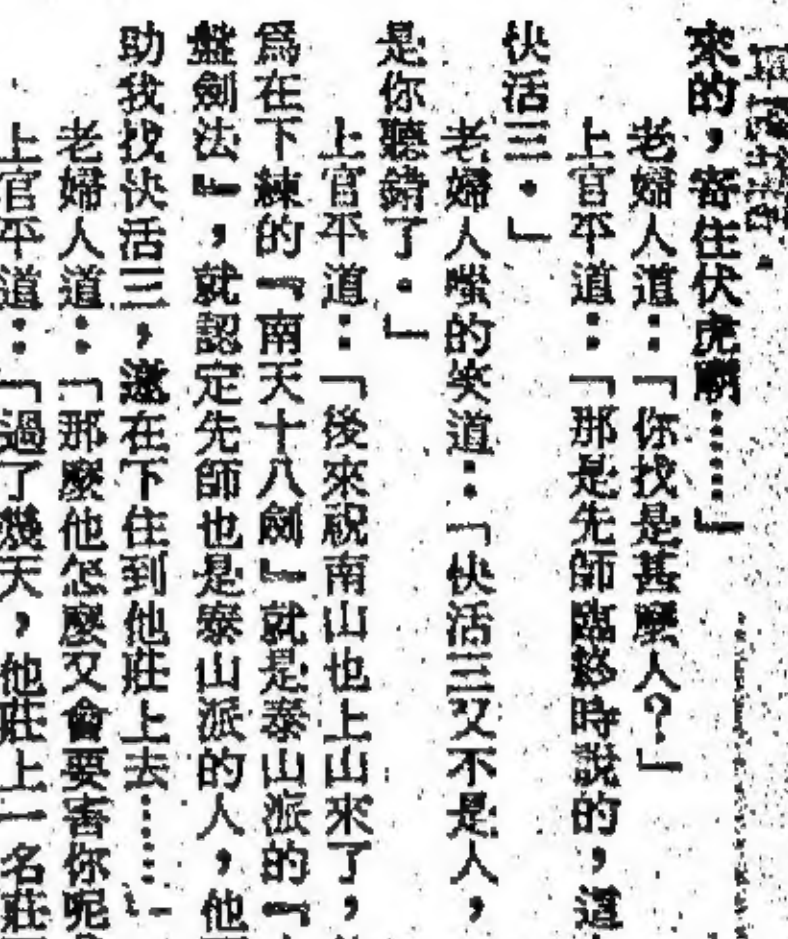 來的，寄住伏虎廟……」
老婦人道：「你找是甚麼人？」
上官平道：「那是先師臨終時說的，這
快活三．」
老婦人嗤的笑道：「快活三又不是人，
是你聽錯了．」
上官平道：「後來祝南山也上山來了，
爲在下練的『南天十八劍』就是泰山派的『
盤劍法』，就認定先師也是泰山派的人，他
助我找快活三，邀在下住到他莊上去……」
老婦人道：「那麼他怎麼又會要害你呢
上官平道：「過了幾天，他莊上一名莊